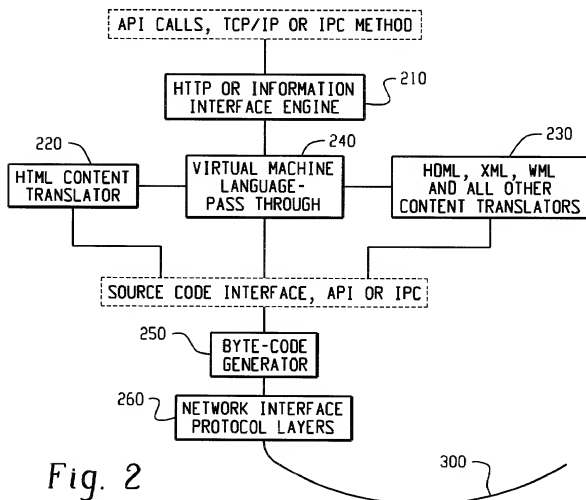 API CALLS, TCP/IP OR IPC METHOD
HTTP OR INFORMATION
INTERFACE ENGINE
210
220
240
230
HTML CONTENT
TRANSLATOR
VIRTUAL MACHINE
LANGUAGE-
PASS THROUGH
HDML, XML, WML
AND ALL OTHER
CONTENT TRANSLATORS
SOURCE CODE INTERFACE, API OR IPC
250
BYTE-CODE
GENERATOR
260
NETWORK INTERFACE
PROTOCOL LAYERS
Fig. 2
300